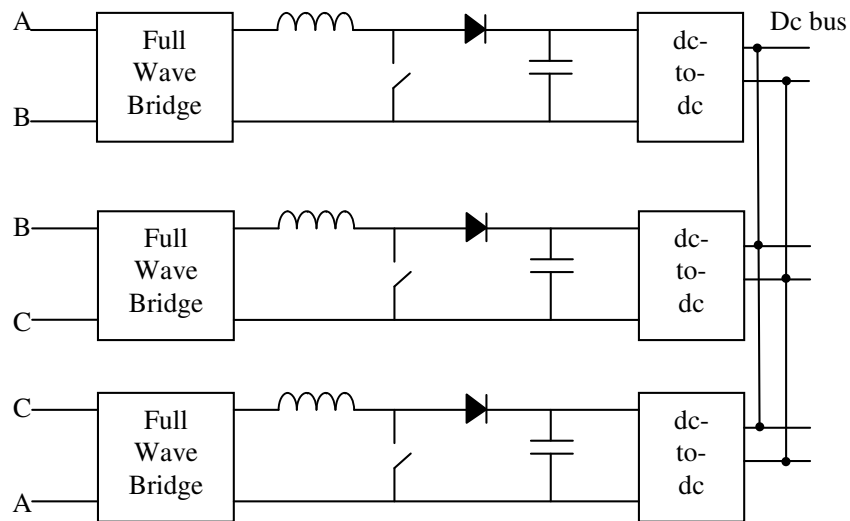 A
Full
Wave
Bridge
B
dc-
to-
dc
Dc bus
B
Full
Wave
Bridge
C
dc-
to-
dc
C
Full
Wave
Bridge
A
dc-
to-
dc